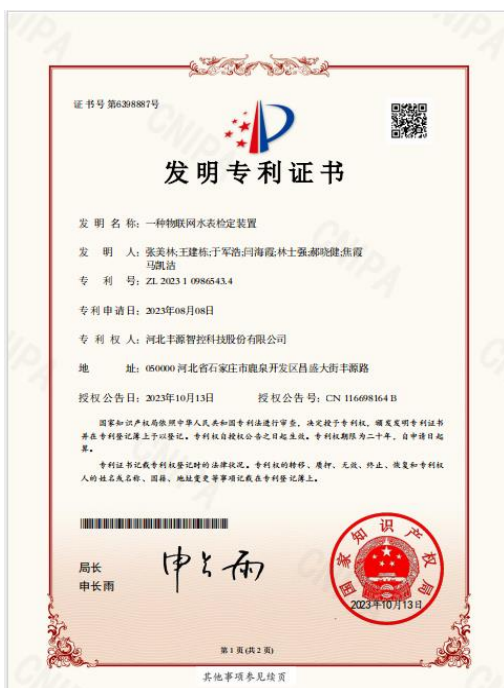 证书号 第6398887号
发明专利证书
发 明 名 称: 一种物联网水表检定装置
发 明 人: 张美林;王建栋;于军浩;闫海霞;林士强;郝晓健;焦霞
马凯洁
专 利 号: ZL 2023 1 0986543.4
专利申请日: 2023年08月08日
专 利 权 人: 河北丰源智控科技股份有限公司
地 址: 050000 河北省石家庄市鹿泉开发区昌盛大街丰源路
授权公告日: 2023年10月13日 授权公告号: CN 116698164 B
国家知识产权局依照中华人民共和国专利法进行审查,决定授予专利权,颁发发明专利证书
并在专利登记簿上予以登记。专利权自授权公告之日起生效。专利权期限为二十年,自申请日起
算。
专利证书记载专利权登记时的法律状况。专利权的转移、质押、无效、终止、恢复和专利权
人的姓名或名称、国籍、地址变更等事项记载在专利登记簿上。
局长
申长雨
申长雨
国家知识产权局
2023年10月13日
第 1 页 (共 2 页)
其他事项参见续页
CNIPA